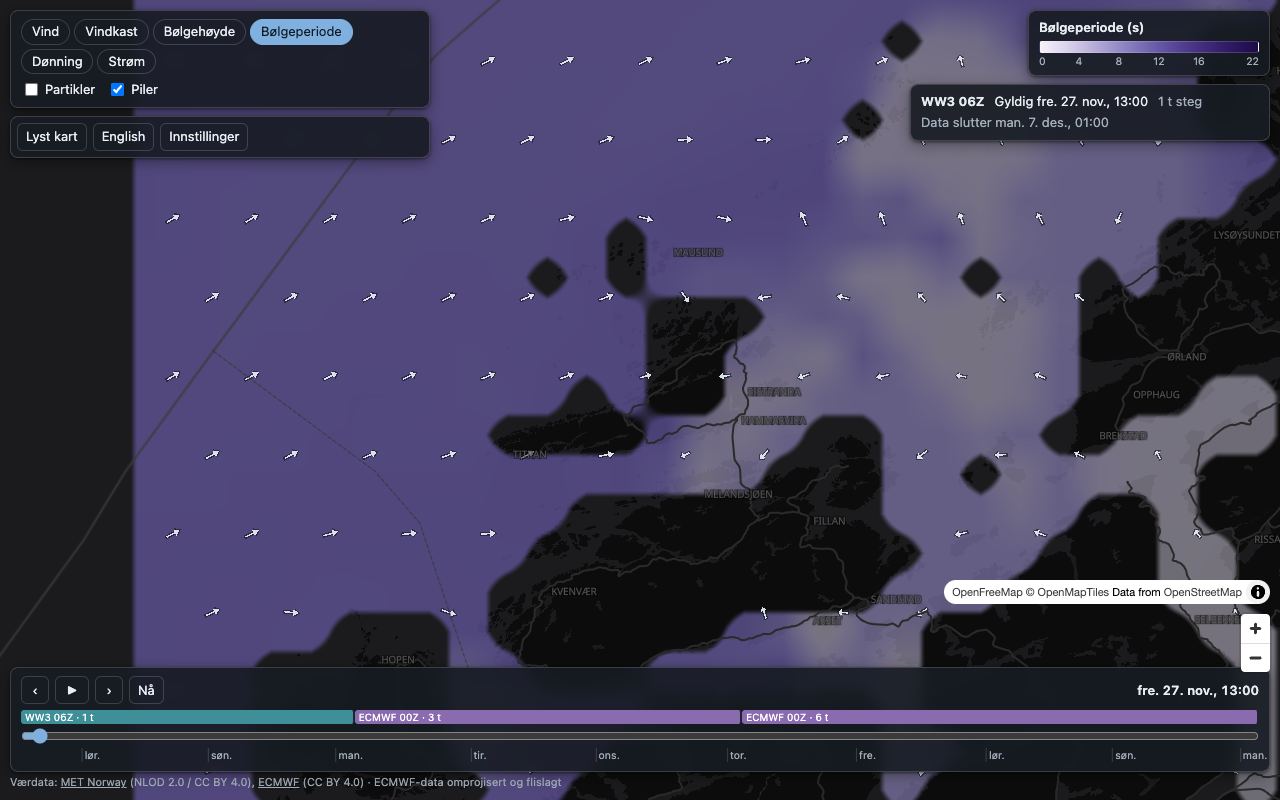 Vind Vindkast Bølgehøyde Bølgeperiode
Dønning Strøm
Partikler Piler
Lyst kart English Innstillinger
Bølgeperiode (s)
0 4 8 12 16 22
WW3 06Z Gyldig fre. 27. nov., 13:00 1 t steg
Data slutter man. 7. des., 01:00
LYSØYSUNDET
MAUSUND
ØRLAND
SISTRANDA
OPPHAUG
HAMMARVIKA
BREKSTAD
TITRAN
MELANDSJØEN
FILLAN
RISSA
KVENVÆR
SANDSTAD
HOPEN
OpenFreeMap © OpenMapTiles Data from OpenStreetMap
+
−
‹ › Nå
fre. 27. nov., 13:00
WW3 06Z · 1 t ECMWF 00Z · 3 t ECMWF 00Z · 6 t
lør. søn. man. tir. ons. tor. fre. lør. søn. man.
Værdata: MET Norway (NLOD 2.0 / CC BY 4.0), ECMWF (CC BY 4.0) · ECMWF-data omprojisert og flislagt